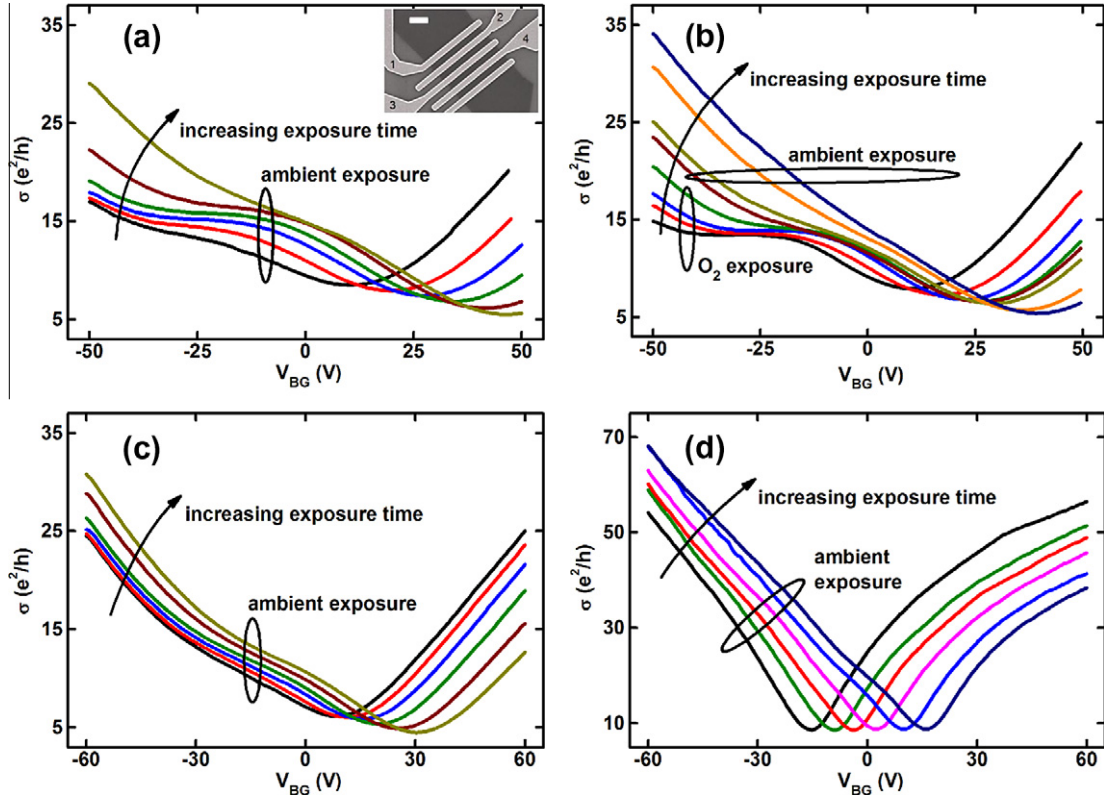 (a)
1
2
3
4
increasing exposure time
ambient exposure
σ (e²/h)
35
25
15
5
-50
-25
0
25
50
V_BG (V)
(b)
increasing exposure time
ambient exposure
O₂ exposure
σ (e²/h)
35
25
15
5
-50
-25
0
25
50
V_BG (V)
(c)
increasing exposure time
ambient exposure
σ (e²/h)
35
25
15
5
-60
-30
0
30
60
V_BG (V)
(d)
increasing exposure time
ambient
exposure
σ (e²/h)
70
50
30
10
-60
-30
0
30
60
V_BG (V)